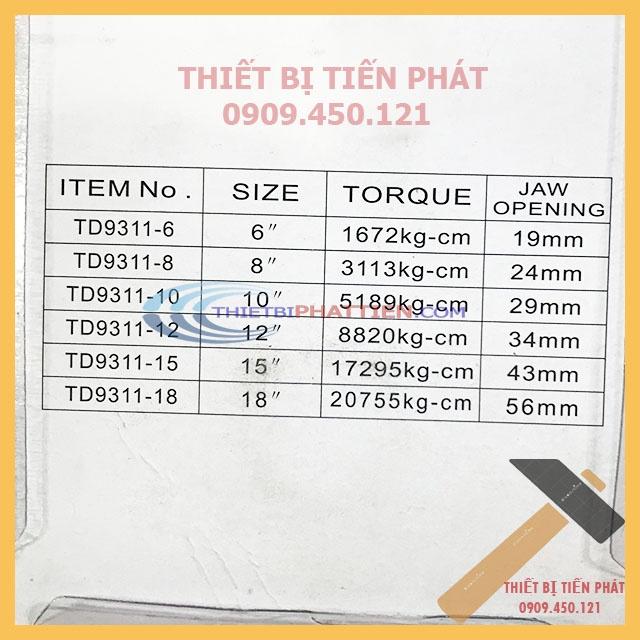 THIẾT BỊ TIẾN PHÁT
0909.450.121
ITEM No . SIZE TORQUE JAW OPENING
TD9311-6 6″ 1672kg-cm 19mm
TD9311-8 8″ 3113kg-cm 24mm
TD9311-10 10″ 5189kg-cm 29mm
THIETBIPHATTIEN.COM
TD9311-12 12″ 8820kg-cm 34mm
TD9311-15 15″ 17295kg-cm 43mm
TD9311-18 18″ 20755kg-cm 56mm
THIẾT BỊ TIẾN PHÁT
0909.450.121